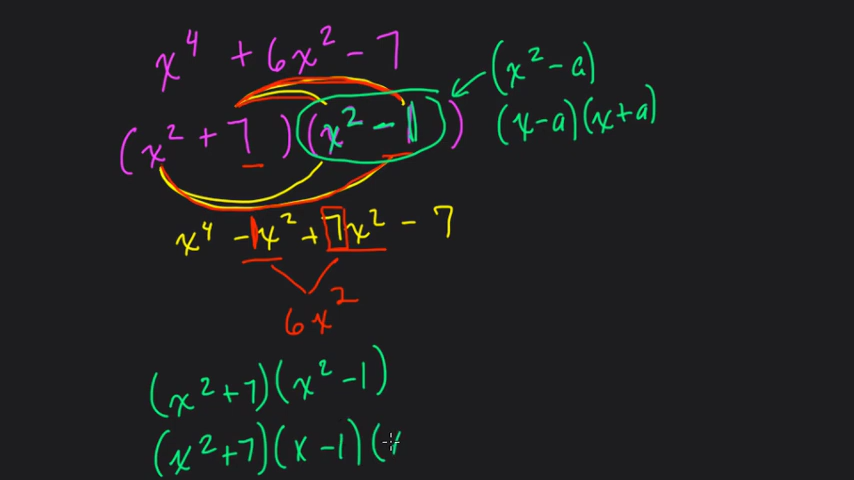 x⁴ + 6x² - 7
(x² + 7)(x² - 1)
(x² - a)
(x - a)(x + a)
x⁴ - 1x² + 7x² - 7
6x²
(x² + 7)(x² - 1)
(x² + 7)(x - 1)(